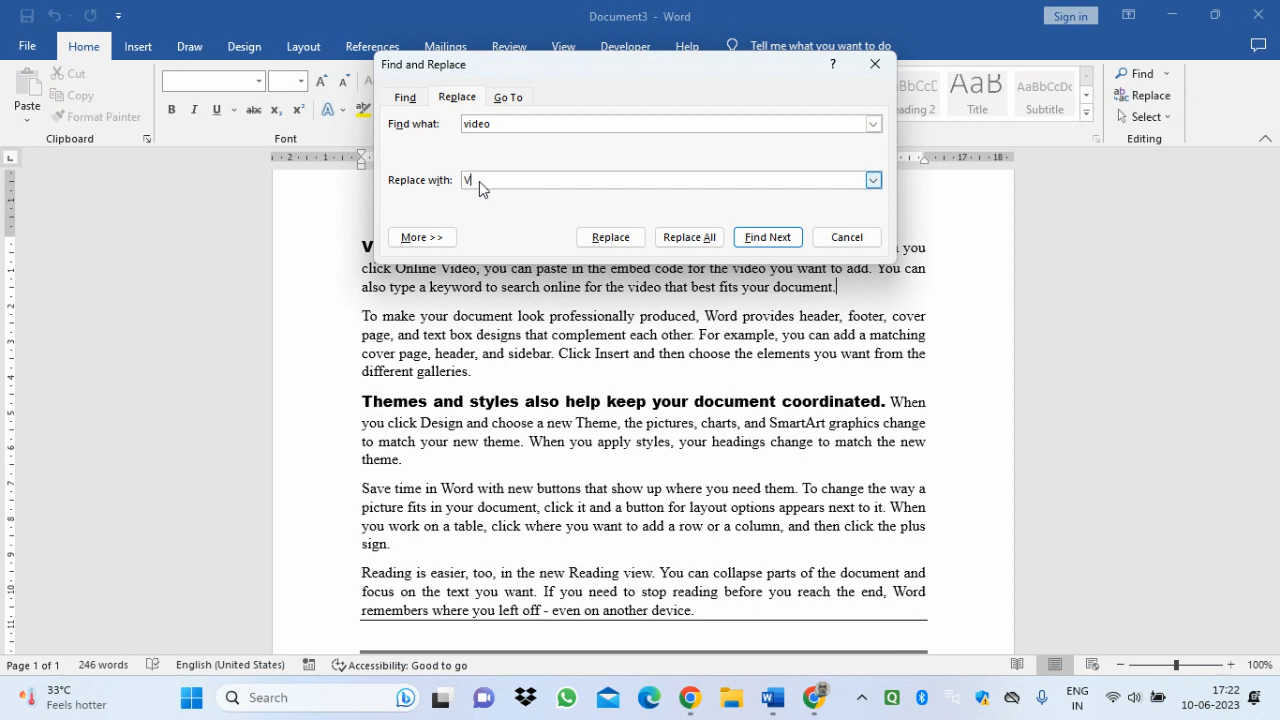 Document3 - Word
Sign in
File Home Insert Draw Design Layout References Mailings Review View Developer Help Tell me what you want to do
Find and Replace
?
Cut
Copy
Format Painter
Paste
Clipboard
B I U abc x₂ x²
Font
AaBbCcDc AaB AaBbCcD
Title Subtitle
Find
Replace
Select
Editing
Find Replace Go To
Find what: video
Replace with: V
More >> Replace Replace All Find Next Cancel
2 1 17 18
V you
click Online Video, you can paste in the embed code for the video you want to add. You can
also type a keyword to search online for the video that best fits your document.
To make your document look professionally produced, Word provides header, footer, cover
page, and text box designs that complement each other. For example, you can add a matching
cover page, header, and sidebar. Click Insert and then choose the elements you want from the
different galleries.
Themes and styles also help keep your document coordinated. When
you click Design and choose a new Theme, the pictures, charts, and SmartArt graphics change
to match your new theme. When you apply styles, your headings change to match the new
theme.
Save time in Word with new buttons that show up where you need them. To change the way a
picture fits in your document, click it and a button for layout options appears next to it. When
you work on a table, click where you want to add a row or a column, and then click the plus
sign.
Reading is easier, too, in the new Reading view. You can collapse parts of the document and
focus on the text you want. If you need to stop reading before you reach the end, Word
remembers where you left off - even on another device.
Page 1 of 1 246 words English (United States) Accessibility: Good to go 100%
33°C
Feels hotter
Search
ENG
IN
17:22
10-06-2023